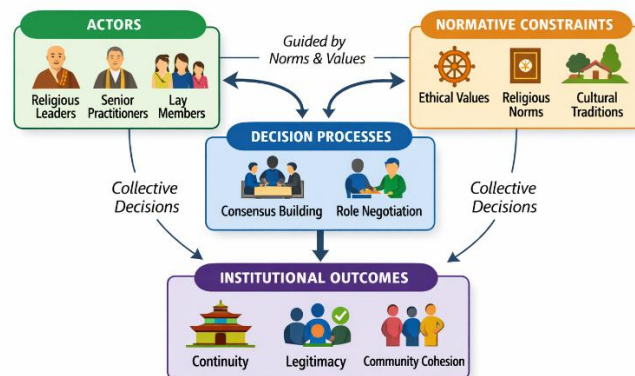 ACTORS
Religious
Leaders
Senior
Practitioners
Lay
Members
Guided by
Norms & Values
NORMATIVE CONSTRAINTS
Ethical Values
Religious
Norms
Cultural
Traditions
DECISION PROCESSES
Consensus Building
Role Negotiation
Collective
Decisions
Collective
Decisions
INSTITUTIONAL OUTCOMES
Continuity
Legitimacy
Community Cohesion